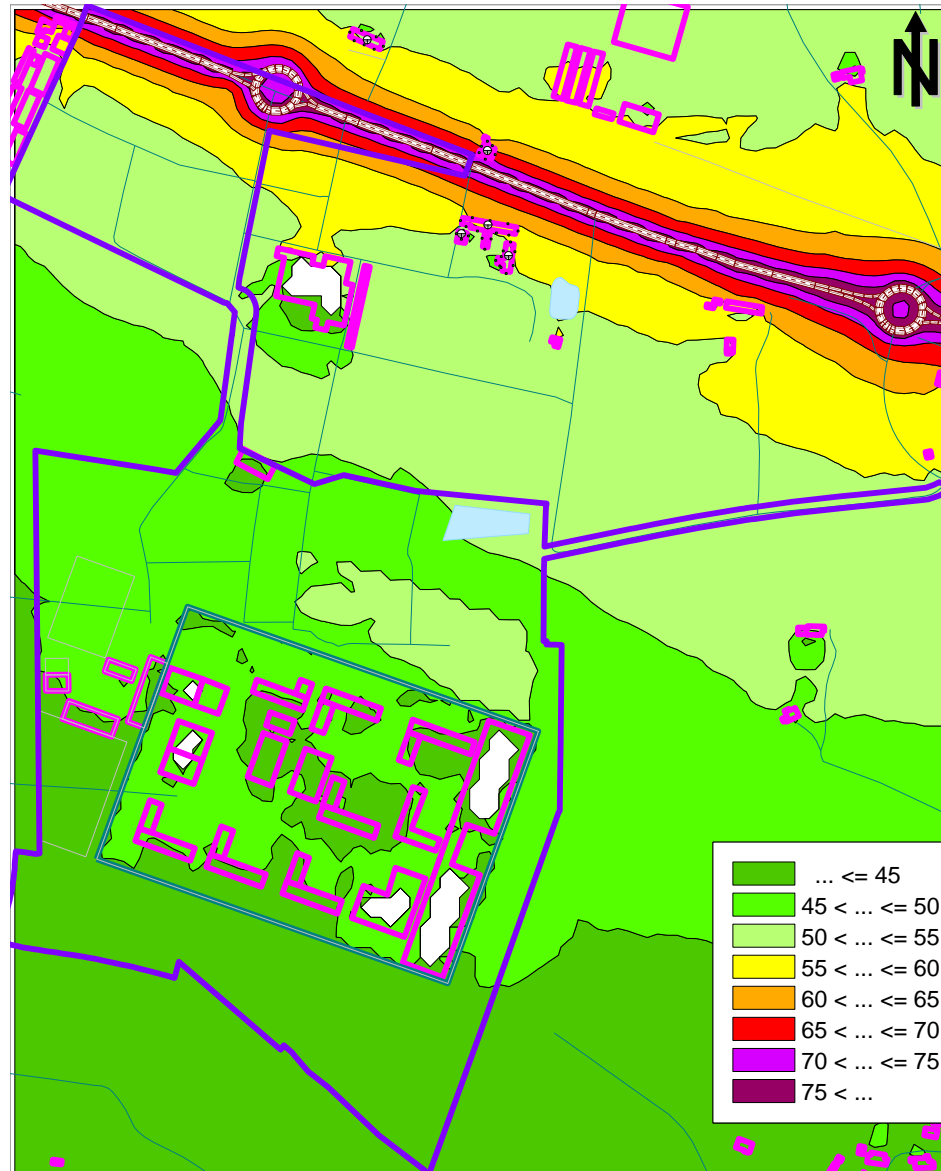 N
... <= 45
45 < ... <= 50
50 < ... <= 55
55 < ... <= 60
60 < ... <= 65
65 < ... <= 70
70 < ... <= 75
75 < ...